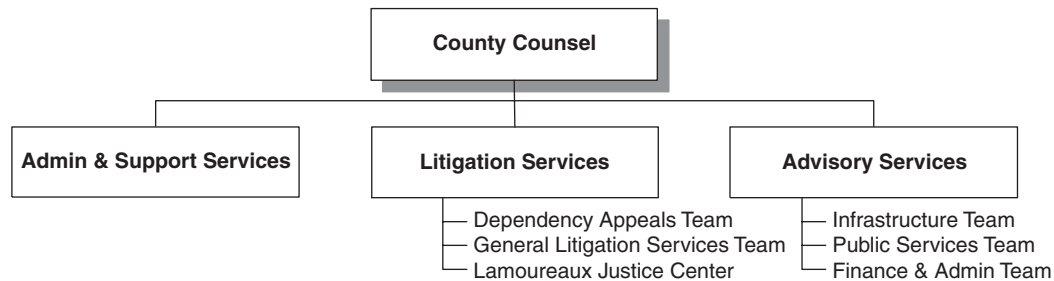 County Counsel
Admin & Support Services
Litigation Services
Advisory Services
Dependency Appeals Team
General Litigation Services Team
Lamoureaux Justice Center
Infrastructure Team
Public Services Team
Finance & Admin Team